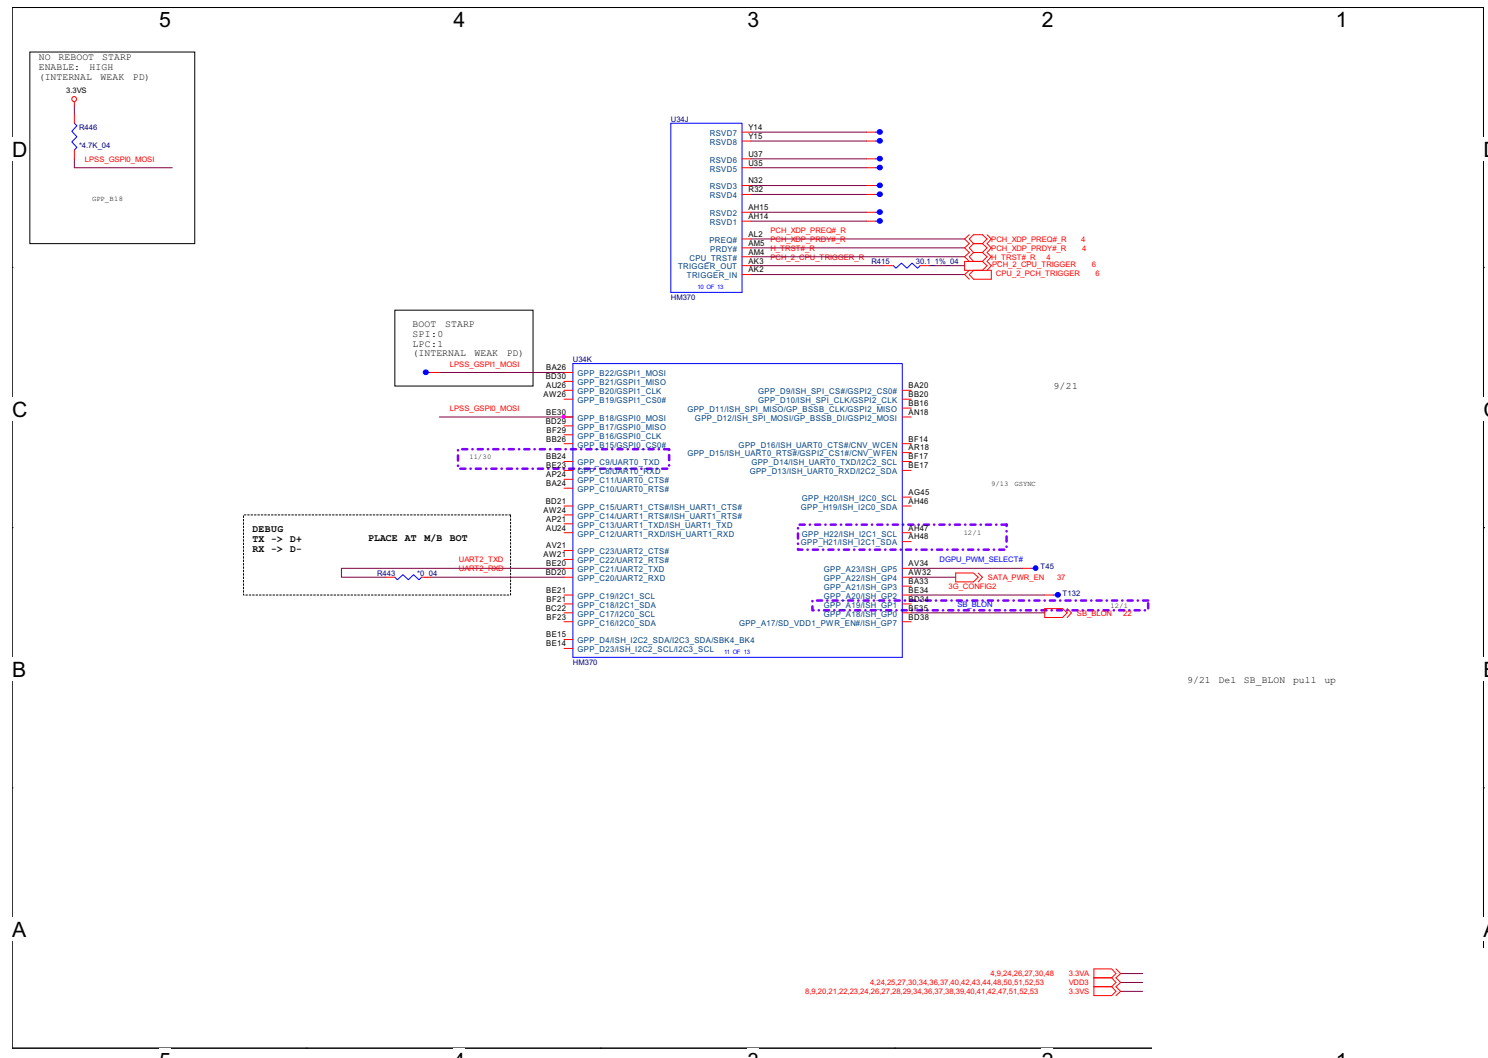 5 4 3 2 1
NO REBOOT STARP
ENABLE: HIGH
(INTERNAL WEAK PD)
3.3VS
R446
*4.7K_04
LPSS_GSPI0_MOSI
GPP_B18
D
D
U34J
RSVD7 Y14
RSVD8 Y15
RSVD6 U37
RSVD5 U35
RSVD3 N32
RSVD4 R32
RSVD2 AH15
RSVD1 AH14
PREQ# AL2 PCH_XDP_PREQ#_R PCH_XDP_PREQ#_R 4
PRDY# AM5 PCH_XDP_PRDY#_R PCH_XDP_PRDY#_R 4
CPU_TRST# AM4 H_TRST#_R H_TRST#_R 4
TRIGGER_OUT AK3 PCH_2_CPU_TRIGGER_R R415 30.1_1%_04 PCH_2_CPU_TRIGGER 6
TRIGGER_IN AK2 CPU_2_PCH_TRIGGER 6
10 OF 13
HM370
BOOT STARP
SPI:0
LPC:1
(INTERNAL WEAK PD)
LPSS_GSPI1_MOSI
U34K
BA26 GPP_B22/GSPI1_MOSI
BD30 GPP_B21/GSPI1_MISO
AU26 GPP_B20/GSPI1_CLK
AW26 GPP_B19/GSPI1_CS0#
LPSS_GSPI0_MOSI
BE30 GPP_B18/GSPI0_MOSI
BD29 GPP_B17/GSPI0_MISO
BF29 GPP_B16/GSPI0_CLK
BB26 GPP_B15/GSPI0_CS0#
11/30
BB24 GPP_C9/UART0_TXD
BE23 GPP_C8/UART0_RXD
AP24 GPP_C11/UART0_CTS#
BA24 GPP_C10/UART0_RTS#
BD21 GPP_C15/UART1_CTS#/ISH_UART1_CTS#
AW24 GPP_C14/UART1_RTS#/ISH_UART1_RTS#
AP21 GPP_C13/UART1_TXD/ISH_UART1_TXD
AU24 GPP_C12/UART1_RXD/ISH_UART1_RXD
AV21 GPP_C23/UART2_CTS#
AW21 GPP_C22/UART2_RTS#
BE20 GPP_C21/UART2_TXD
BD20 GPP_C20/UART2_RXD
BE21 GPP_C19/I2C1_SCL
BF21 GPP_C18/I2C1_SDA
BC22 GPP_C17/I2C0_SCL
BF23 GPP_C16/I2C0_SDA
BE15 GPP_D4/ISH_I2C2_SDA/I2C3_SDA/SBK4_BK4
BE14 GPP_D23/ISH_I2C2_SCL/I2C3_SCL
11 OF 13
HM370
DEBUG
TX -> D+
RX -> D-
PLACE AT M/B BOT
UART2_TXD
UART2_RXD
R443 *0_04
GPP_D9/ISH_SPI_CS#/GSPI2_CS0# BA20
GPP_D10/ISH_SPI_CLK/GSPI2_CLK BB20
GPP_D11/ISH_SPI_MISO/GP_BSSB_CLK/GSPI2_MISO BB16
GPP_D12/ISH_SPI_MOSI/GP_BSSB_DI/GSPI2_MOSI AN18
GPP_D16/ISH_UART0_CTS#/CNV_WCEN BF14
GPP_D15/ISH_UART0_RTS#/GSPI2_CS1#/CNV_WFEN AR18
GPP_D14/ISH_UART0_TXD/I2C2_SCL BF17
GPP_D13/ISH_UART0_RXD/I2C2_SDA BE17
GPP_H20/ISH_I2C0_SCL AG45
GPP_H19/ISH_I2C0_SDA AH46
GPP_H22/ISH_I2C1_SCL AH47
GPP_H21/ISH_I2C1_SDA AH48
12/1
GPP_A23/ISH_GP5 AV34 DGPU_PWM_SELECT# T45
GPP_A22/ISH_GP4 AW32 SATA_PWR_EN 37
GPP_A21/ISH_GP3 BA33 3G_CONFIG2
GPP_A20/ISH_GP2 BE34 T132
GPP_A19/ISH_GP1 BD34 SB_BLON 12/1
GPP_A18/ISH_GP0 BE35 SB_BLON 22
GPP_A17/SD_VDD1_PWR_EN#/ISH_GP7 BD38
9/21
9/13 GSYNC
C
B
9/21 Del SB_BLON pull up
A
4,9,24,26,27,30,48 3.3VA
4,24,25,27,30,34,36,37,40,42,43,44,48,50,51,52,53 VDD3
8,9,20,21,22,23,24,26,27,28,29,34,36,37,38,39,40,41,42,47,51,52,53 3.3VS